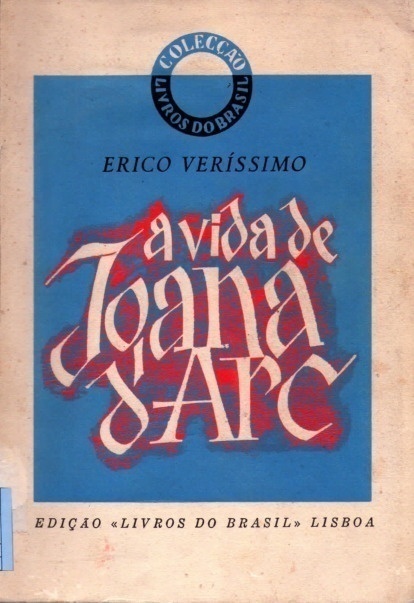 COLECÇÃO
LIVROS DO BRASIL
ERICO VERÍSSIMO
a vida de
Joana
d'Arc
EDIÇÃO «LIVROS DO BRASIL» LISBOA